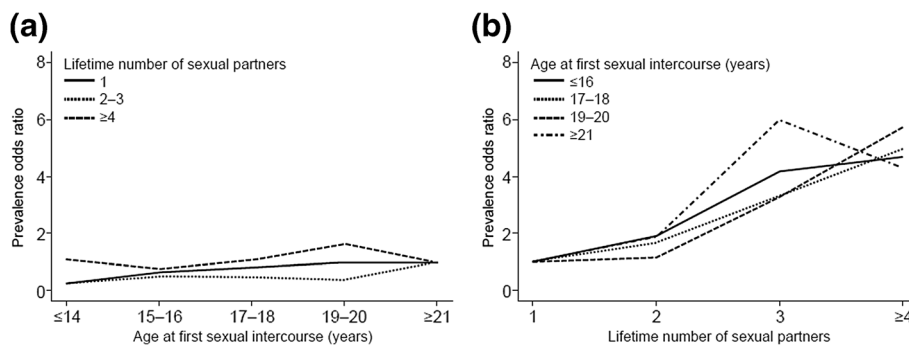 (a)
Lifetime number of sexual partners
1
2–3
≥4
Prevalence odds ratio
8
6
4
2
0
≤14 15–16 17–18 19–20 ≥21
Age at first sexual intercourse (years)
(b)
Age at first sexual intercourse (years)
≤16
17–18
19–20
≥21
Prevalence odds ratio
8
6
4
2
0
1 2 3 ≥4
Lifetime number of sexual partners